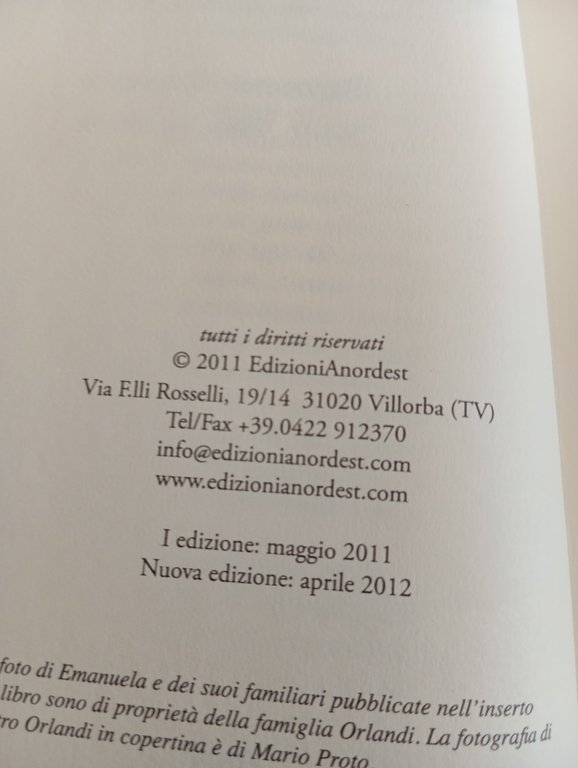 tutti i diritti riservati
© 2011 EdizioniAnordest
Via F.lli Rosselli, 19/14 31020 Villorba (TV)
Tel/Fax +39.0422 912370
info@edizionianordest.com
www.edizionianordest.com
I edizione: maggio 2011
Nuova edizione: aprile 2012
foto di Emanuela e dei suoi familiari pubblicate nell'inserto
libro sono di proprietà della famiglia Orlandi. La fotografia di
tro Orlandi in copertina è di Mario Proto.